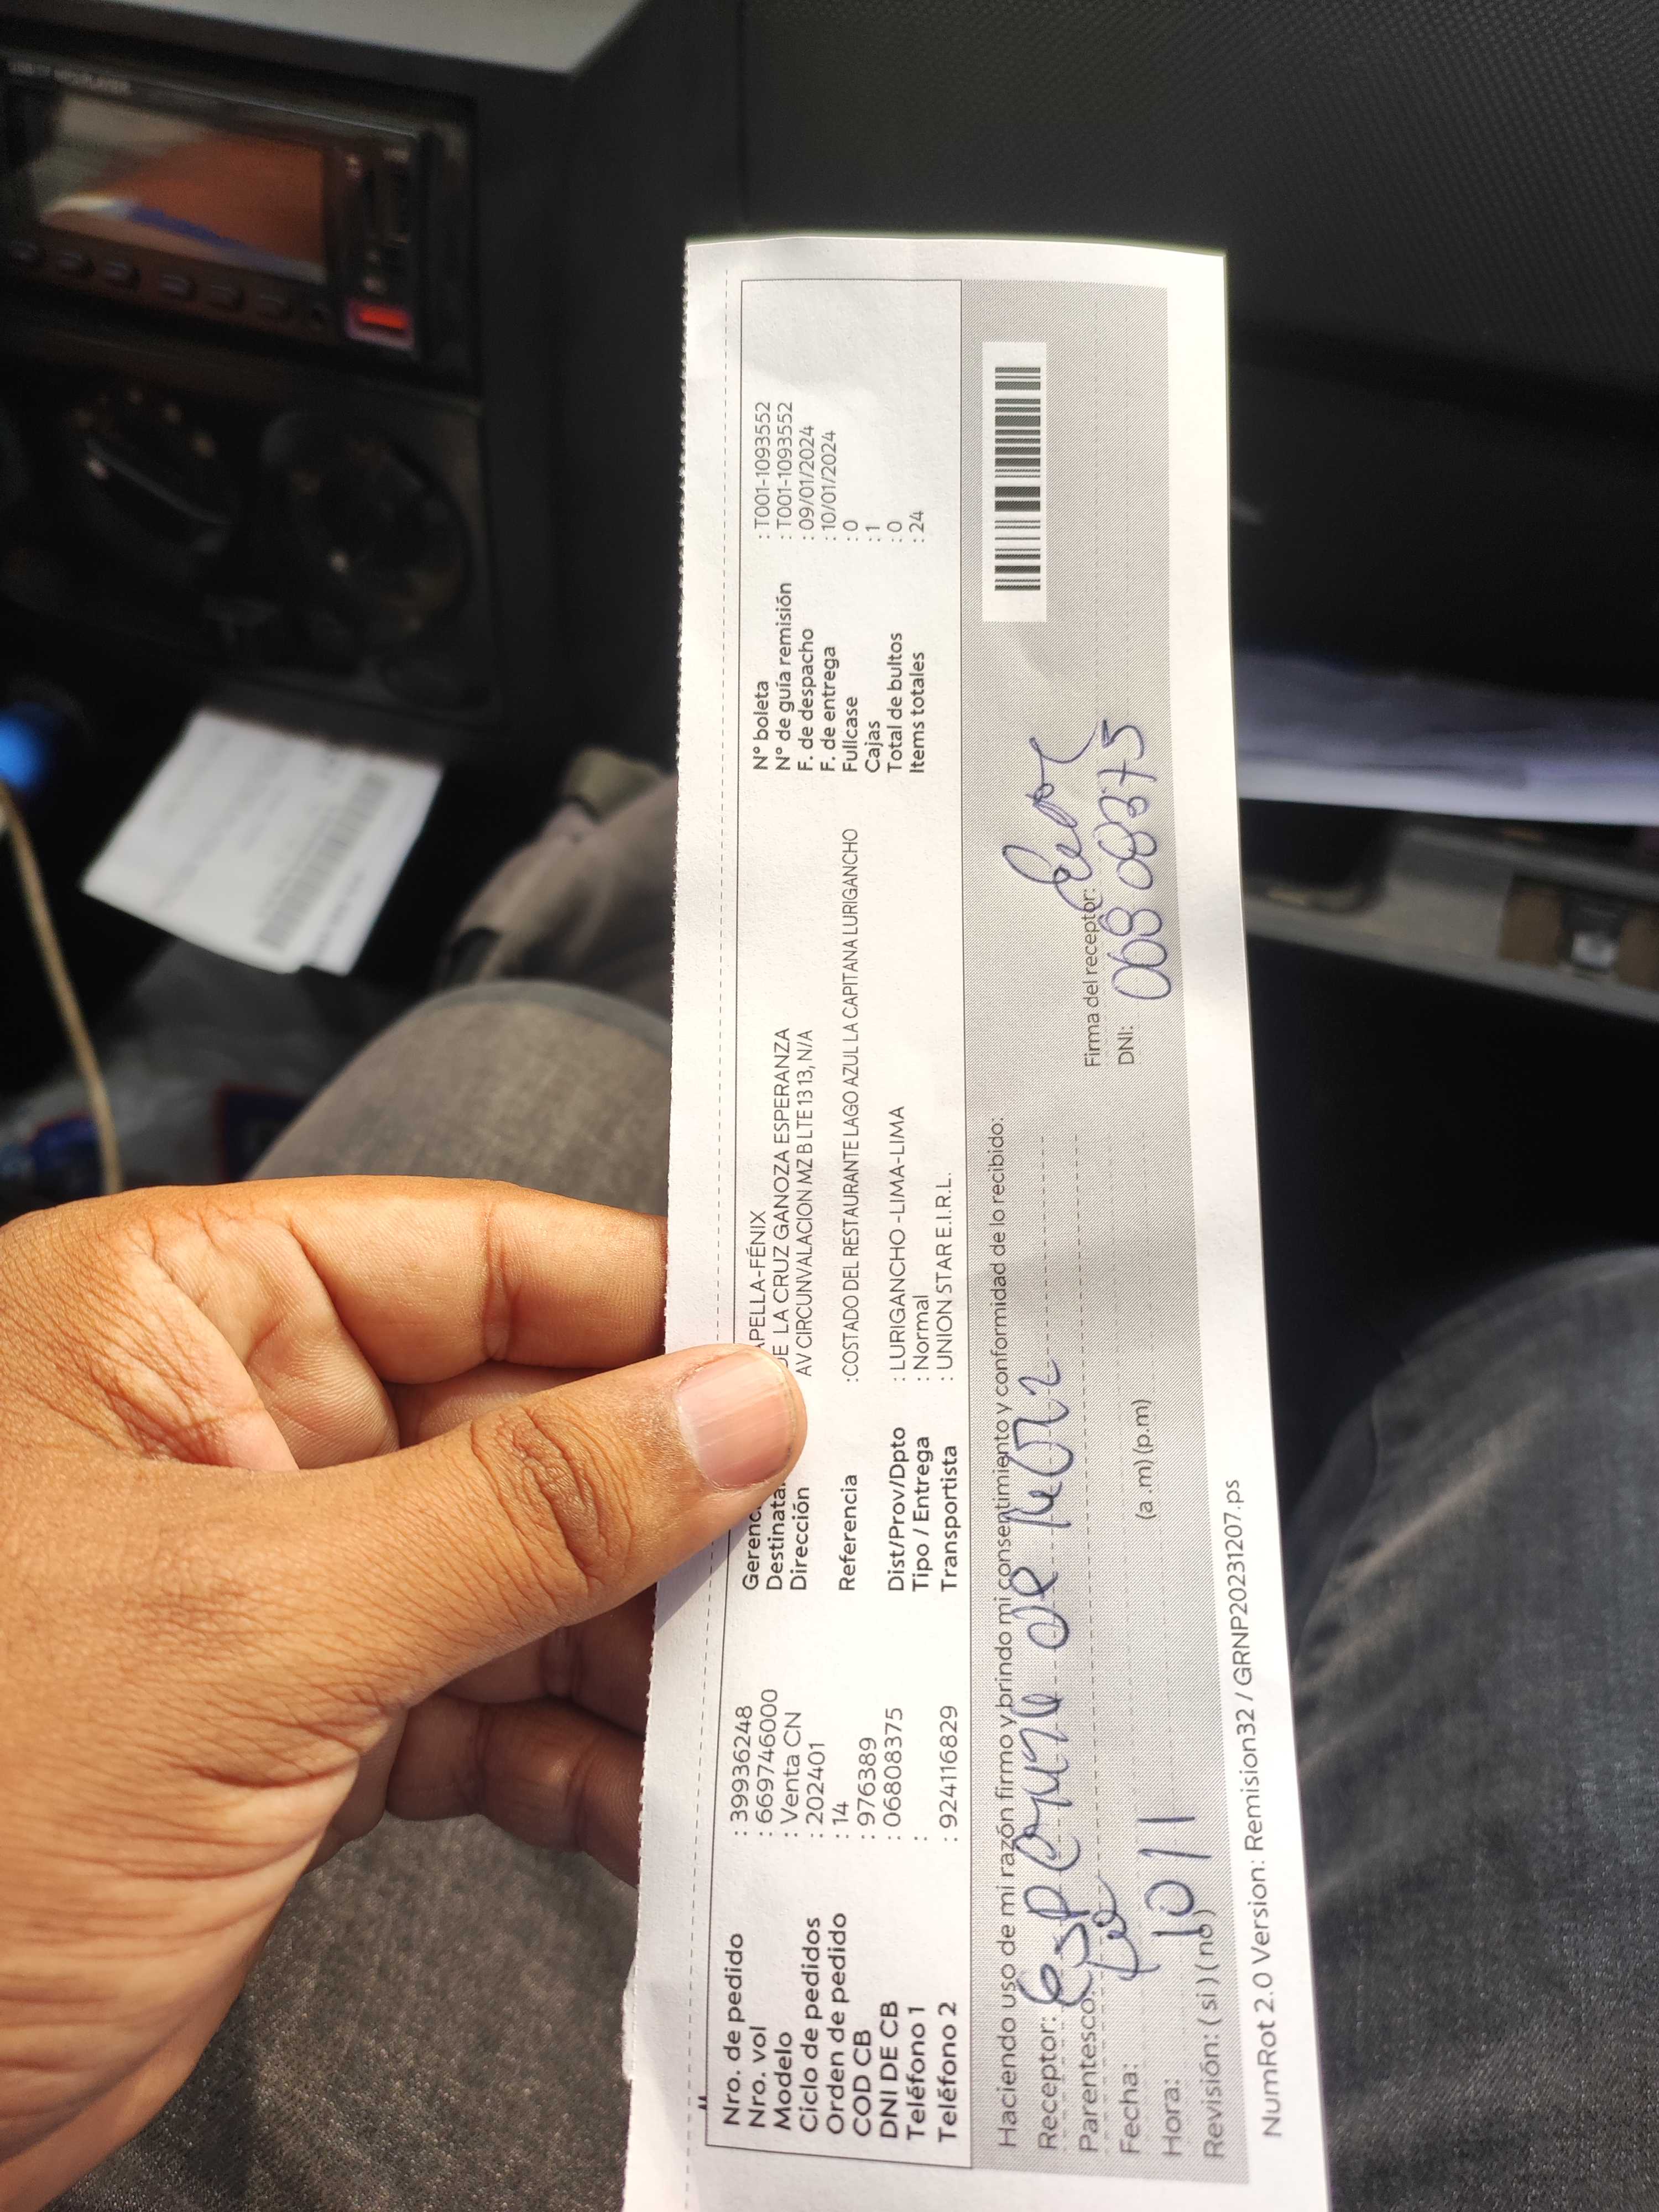 Nro. de pedido : 39936248
Nro. vol : 6697746000
Modelo : Venta CN
Ciclo de pedidos : 202401
Orden de pedido : 14
COD CB : 976389
DNI DE CB : 06808375
Teléfono 1 :
Teléfono 2 : 924116829
Gerenc PELLA-FÉNIX
Destinata LA CRUZ GANOZA ESPERANZA
Dirección AV CIRCUNVALACION MZ B LTE 13 13, N/A
Referencia : COSTADO DEL RESTAURANTE LAGO AZUL LA CAPITANA LURIGANCHO
Dist/Prov/Dpto : LURIGANCHO -LIMA-LIMA
Tipo / Entrega : Normal
Transportista : UNION STAR E.I.R.L.
N° boleta : T001-1093552
N° de guía remisión : T001-1093552
F. de despacho : 09/01/2024
F. de entrega : 10/01/2024
Fullcase : 0
Cajas : 1
Total de bultos : 0
Items totales : 24
Haciendo uso de mi razón firmo y brindo mi consentimiento y conformidad de lo recibido:
Receptor: de
Parentesco:
Fecha: 10/1
Hora: (a .m) (p.m)
Revisión: ( si ) ( no )
Firma del receptor:
DNI: 06808375
NumRot 2.0 Version: Remision32 / GRNP20231207.ps